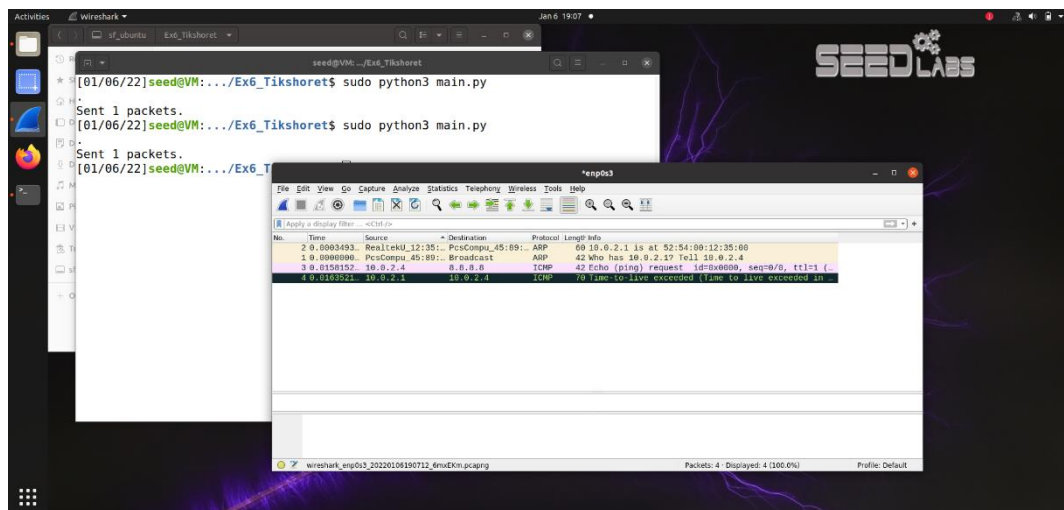 Activities Wireshark Jan 6 19:07
sf_ubuntu Ex6_Tikshoret
seed@VM: .../Ex6_Tikshoret
SEEDLABS
[01/06/22]seed@VM:.../Ex6_Tikshoret$ sudo python3 main.py
.
Sent 1 packets.
[01/06/22]seed@VM:.../Ex6_Tikshoret$ sudo python3 main.py
.
Sent 1 packets.
[01/06/22]seed@VM:.../Ex6_T
*enp0s3
File Edit View Go Capture Analyze Statistics Telephony Wireless Tools Help
Apply a display filter ... <Ctrl-/>
No. Time Source Destination Protocol Length Info
2 0.0003493… RealtekU_12:35:… PcsCompu_45:89:… ARP 60 10.0.2.1 is at 52:54:00:12:35:00
1 0.0000000… PcsCompu_45:89:… Broadcast ARP 42 Who has 10.0.2.1? Tell 10.0.2.4
3 0.0158152… 10.0.2.4 8.8.8.8 ICMP 42 Echo (ping) request id=0x0000, seq=0/0, ttl=1 (…
4 0.0163521… 10.0.2.1 10.0.2.4 ICMP 70 Time-to-live exceeded (Time to live exceeded in …
wireshark_enp0s3_20220106190712_6mxEKm.pcapng Packets: 4 · Displayed: 4 (100.0%) Profile: Default